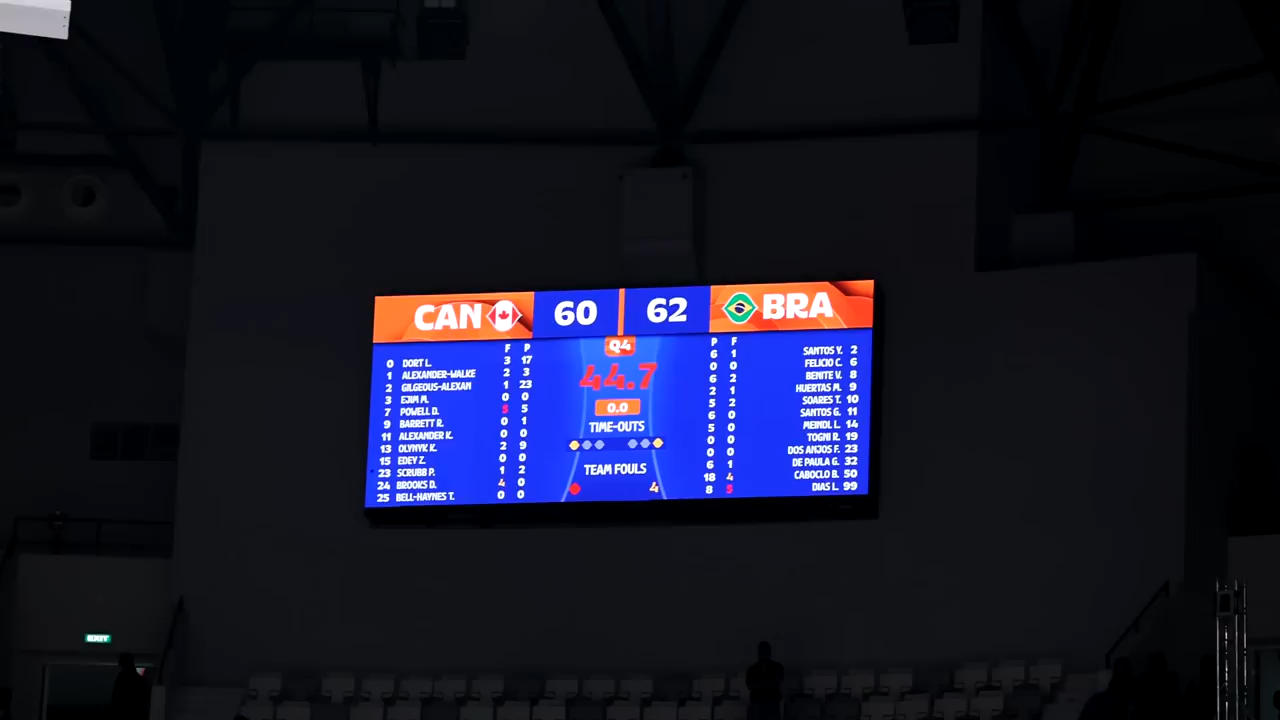 CAN 60 62 BRA
Q4
44.7
0.0
TIME-OUTS
TEAM FOULS
4
F P
0 DORT L. 3 17
1 ALEXANDER-WALKE 2 3
2 GILGEOUS-ALEXAN 1 23
3 EJIM M. 0 0
7 POWELL D. 5 5
9 BARRETT R. 0 1
11 ALEXANDER K. 0 0
13 OLYNYK K. 2 9
15 EDEY Z. 0 0
23 SCRUBB P. 1 2
24 BROOKS D. 4 0
25 BELL-HAYNES T. 0 0
P F
6 1 SANTOS Y. 2
0 0 FELICIO C. 6
6 2 BENITE V. 8
2 1 HUERTAS M. 9
5 2 SOARES T. 10
6 0 SANTOS G. 11
5 0 MEINDL L. 14
0 0 TOGNI R. 19
0 0 DOS ANJOS F. 23
6 1 DE PAULA G. 32
18 4 CABOCLO B. 50
8 5 DIAS L. 99